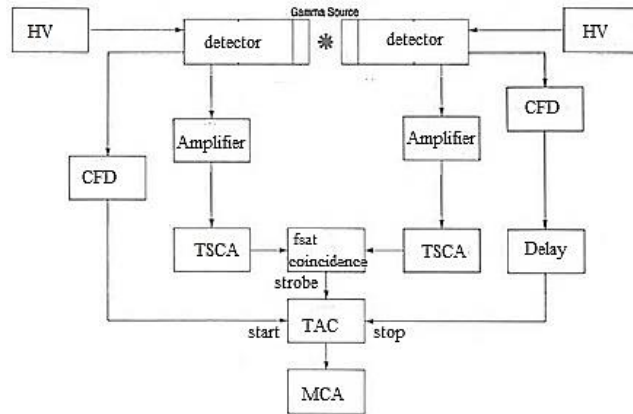 Gamma Source
HV
detector
detector
HV
CFD
Amplifier
Amplifier
CFD
TSCA
fsat
coincidence
TSCA
Delay
strobe
start
TAC
stop
MCA